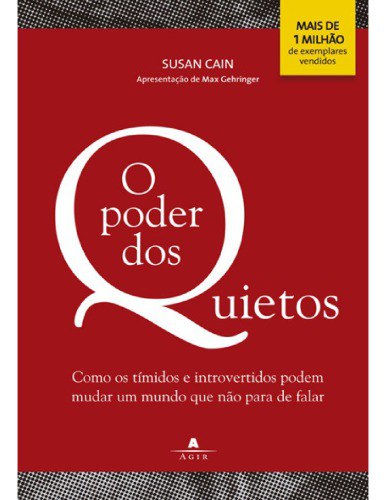 MAIS DE
1 MILHÃO
de exemplares
vendidos
SUSAN CAIN
Apresentação de Max Gehringer
O
poder
dos
Quietos
Como os tímidos e introvertidos podem
mudar um mundo que não para de falar
A
AGIR